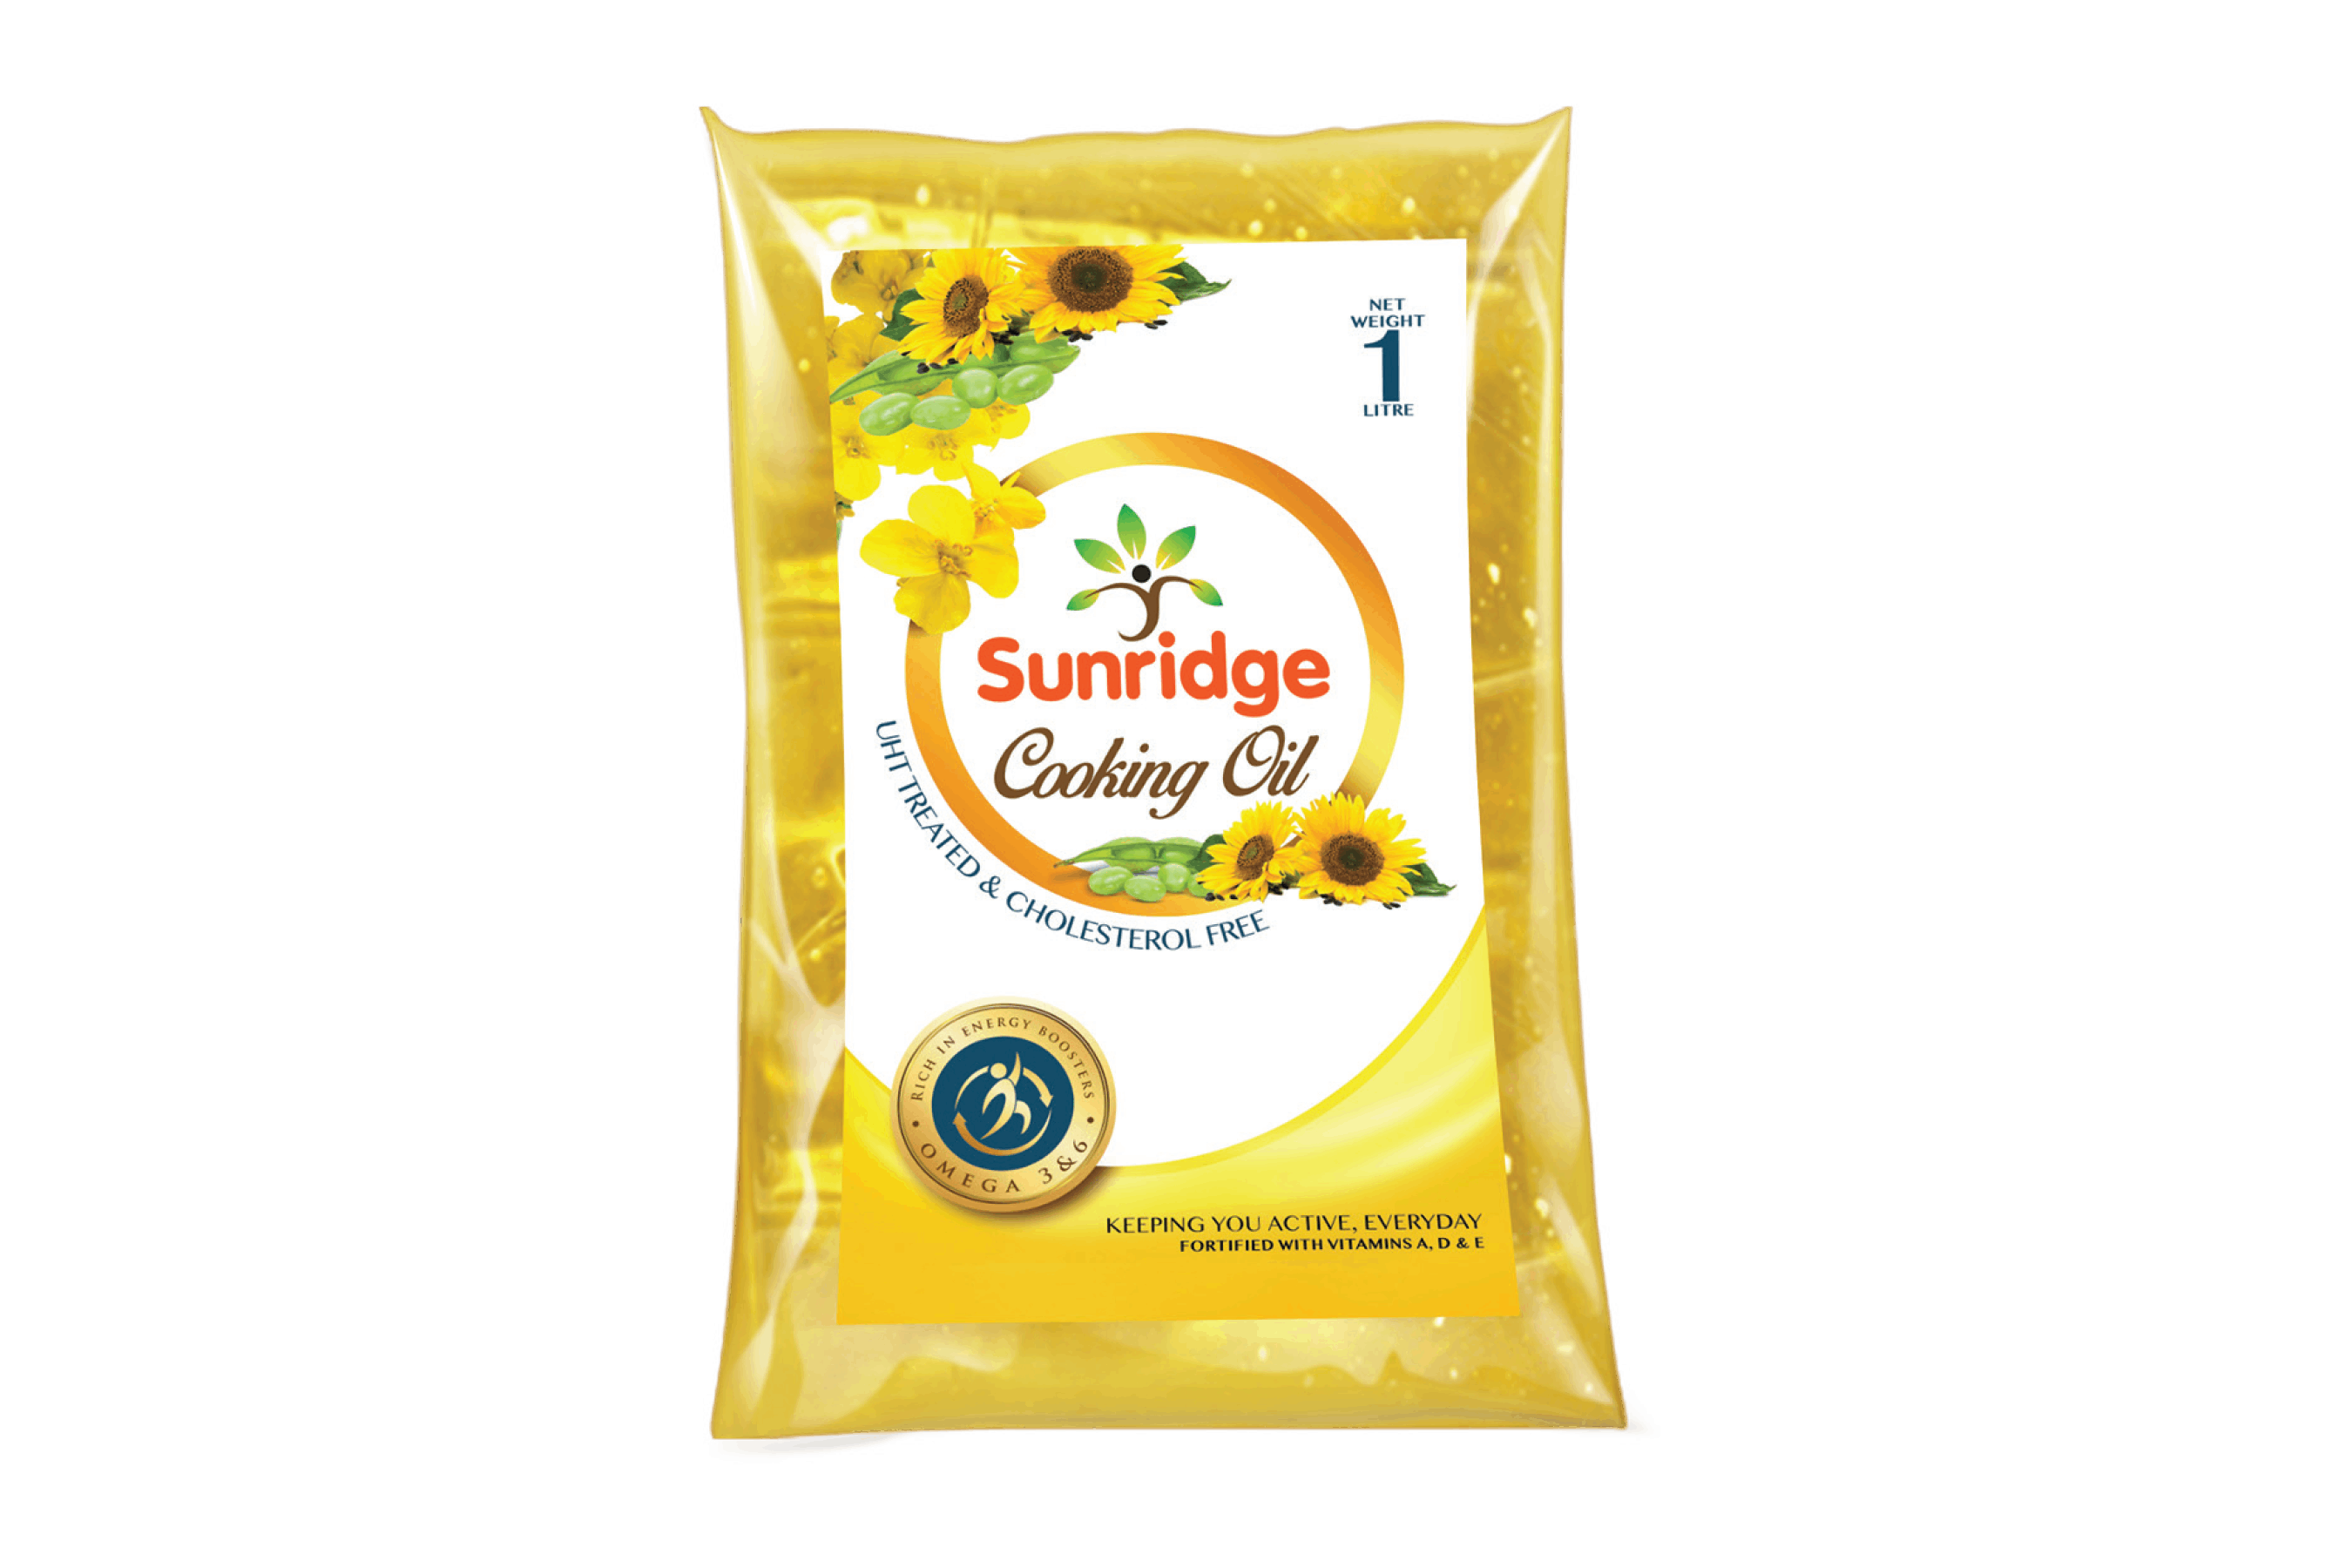 NET
WEIGHT
1
LITRE
Sunridge
Cooking Oil
UHT TREATED & CHOLESTEROL FREE
RICH IN ENERGY BOOSTERS
OMEGA 3 & 6
KEEPING YOU ACTIVE, EVERYDAY
FORTIFIED WITH VITAMINS A, D & E